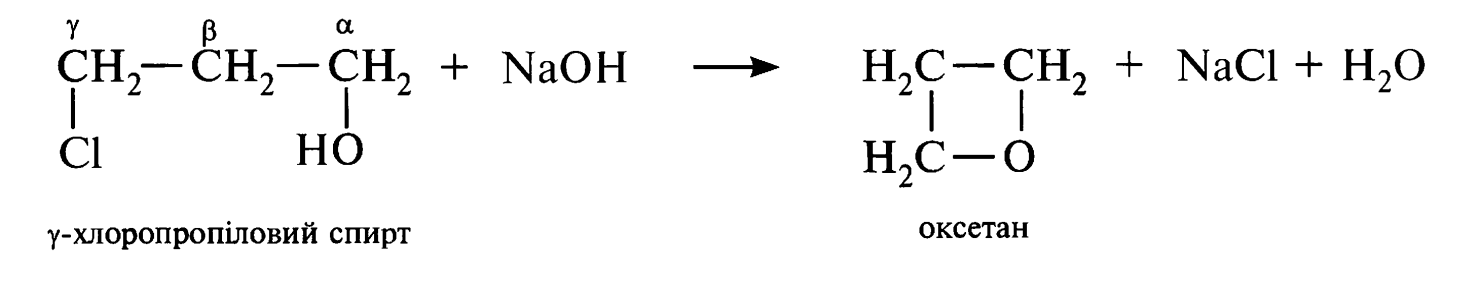 γ β α
CH₂—CH₂—CH₂ + NaOH ⟶ H₂C—CH₂ + NaCl + H₂O
Cl HO H₂C—O
γ-хлоропропіловий спирт оксетан